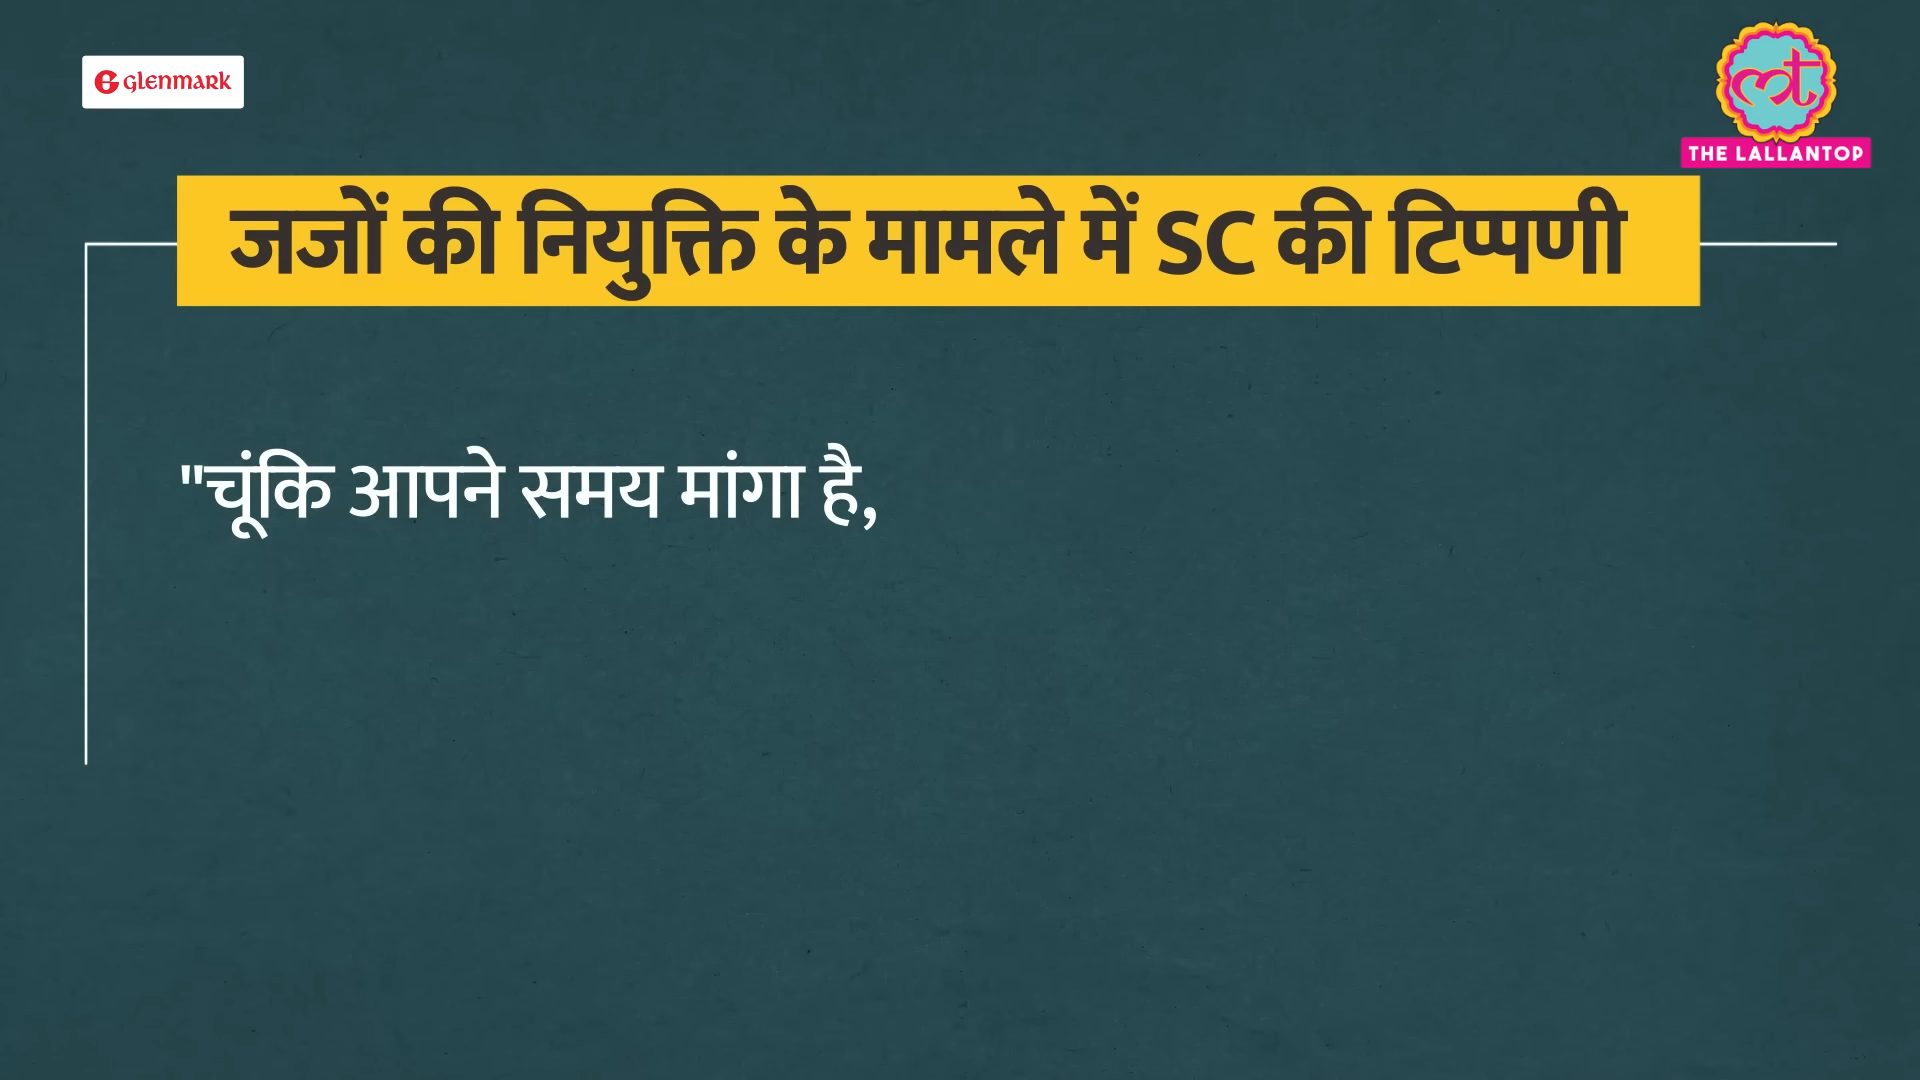 Glenmark
लीt
THE LALLANTOP
जजों की नियुक्ति के मामले में SC की टिप्पणी
"चूंकि आपने समय मांगा है,